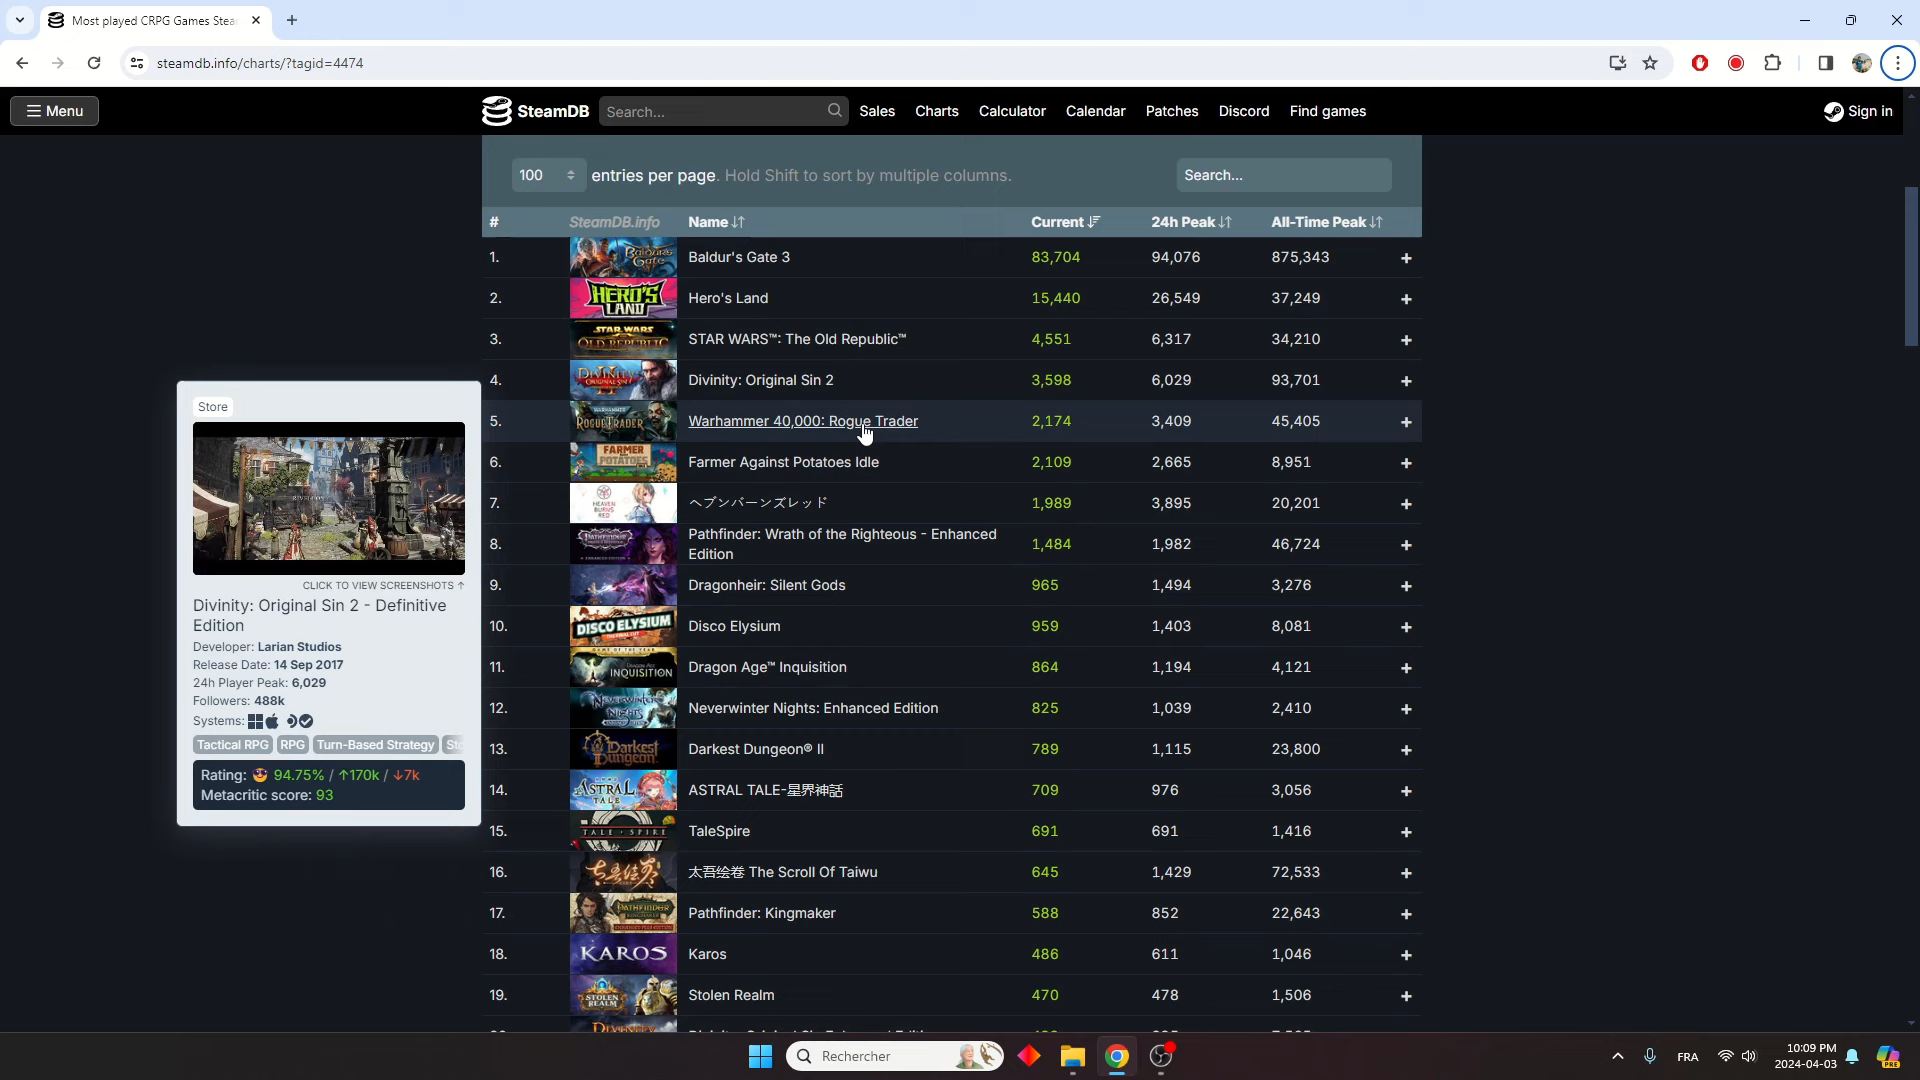 Most played CRPG Games Stea
steamdb.info/charts/?tagid=4474
Menu
SteamDB
Search...
Sales
Charts
Calculator
Calendar
Patches
Discord
Find games
Sign in
100 entries per page. Hold Shift to sort by multiple columns.
Search...
# SteamDB.info Name Current 24h Peak All-Time Peak
1. Baldur's Gate 3 83,704 94,076 875,343 +
2. Hero's Land 15,440 26,549 37,249 +
3. STAR WARS™: The Old Republic™ 4,551 6,317 34,210 +
4. Divinity: Original Sin 2 3,598 6,029 93,701 +
5. Warhammer 40,000: Rogue Trader 2,174 3,409 45,405 +
6. Farmer Against Potatoes Idle 2,109 2,665 8,951 +
7. ヘブンバーンズレッド 1,989 3,895 20,201 +
8. Pathfinder: Wrath of the Righteous - Enhanced
Edition 1,484 1,982 46,724 +
9. Dragonheir: Silent Gods 965 1,494 3,276 +
10. Disco Elysium 959 1,403 8,081 +
11. Dragon Age™ Inquisition 864 1,194 4,121 +
12. Neverwinter Nights: Enhanced Edition 825 1,039 2,410 +
13. Darkest Dungeon® II 789 1,115 23,800 +
14. ASTRAL TALE-星界神話 709 976 3,056 +
15. TaleSpire 691 691 1,416 +
16. 太吾绘卷 The Scroll Of Taiwu 645 1,429 72,533 +
17. Pathfinder: Kingmaker 588 852 22,643 +
18. Karos 486 611 1,046 +
19. Stolen Realm 470 478 1,506 +
Store
CLICK TO VIEW SCREENSHOTS ↑
Divinity: Original Sin 2 - Definitive
Edition
Developer: Larian Studios
Release Date: 14 Sep 2017
24h Player Peak: 6,029
Followers: 488k
Systems:
Tactical RPG RPG Turn-Based Strategy
Rating: 94.75% / ↑170k / ↓7k
Metacritic score: 93
Rechercher
FRA
10:09 PM
2024-04-03